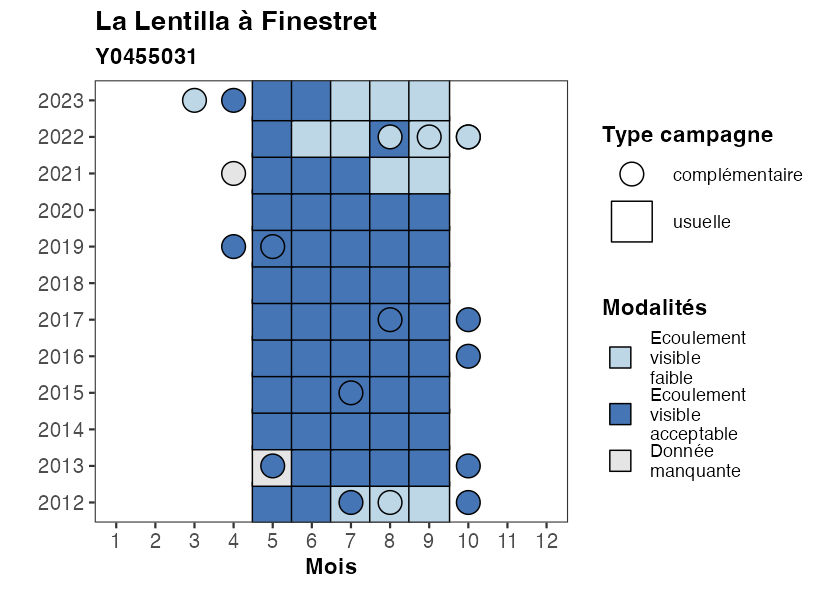 La Lentilla à Finestret
Y0455031
2023
2022
2021
2020
2019
2018
2017
2016
2015
2014
2013
2012
1 2 3 4 5 6 7 8 9 10 11 12
Mois
Type campagne
complémentaire
usuelle
Modalités
Ecoulement
visible
faible
Ecoulement
visible
acceptable
Donnée
manquante